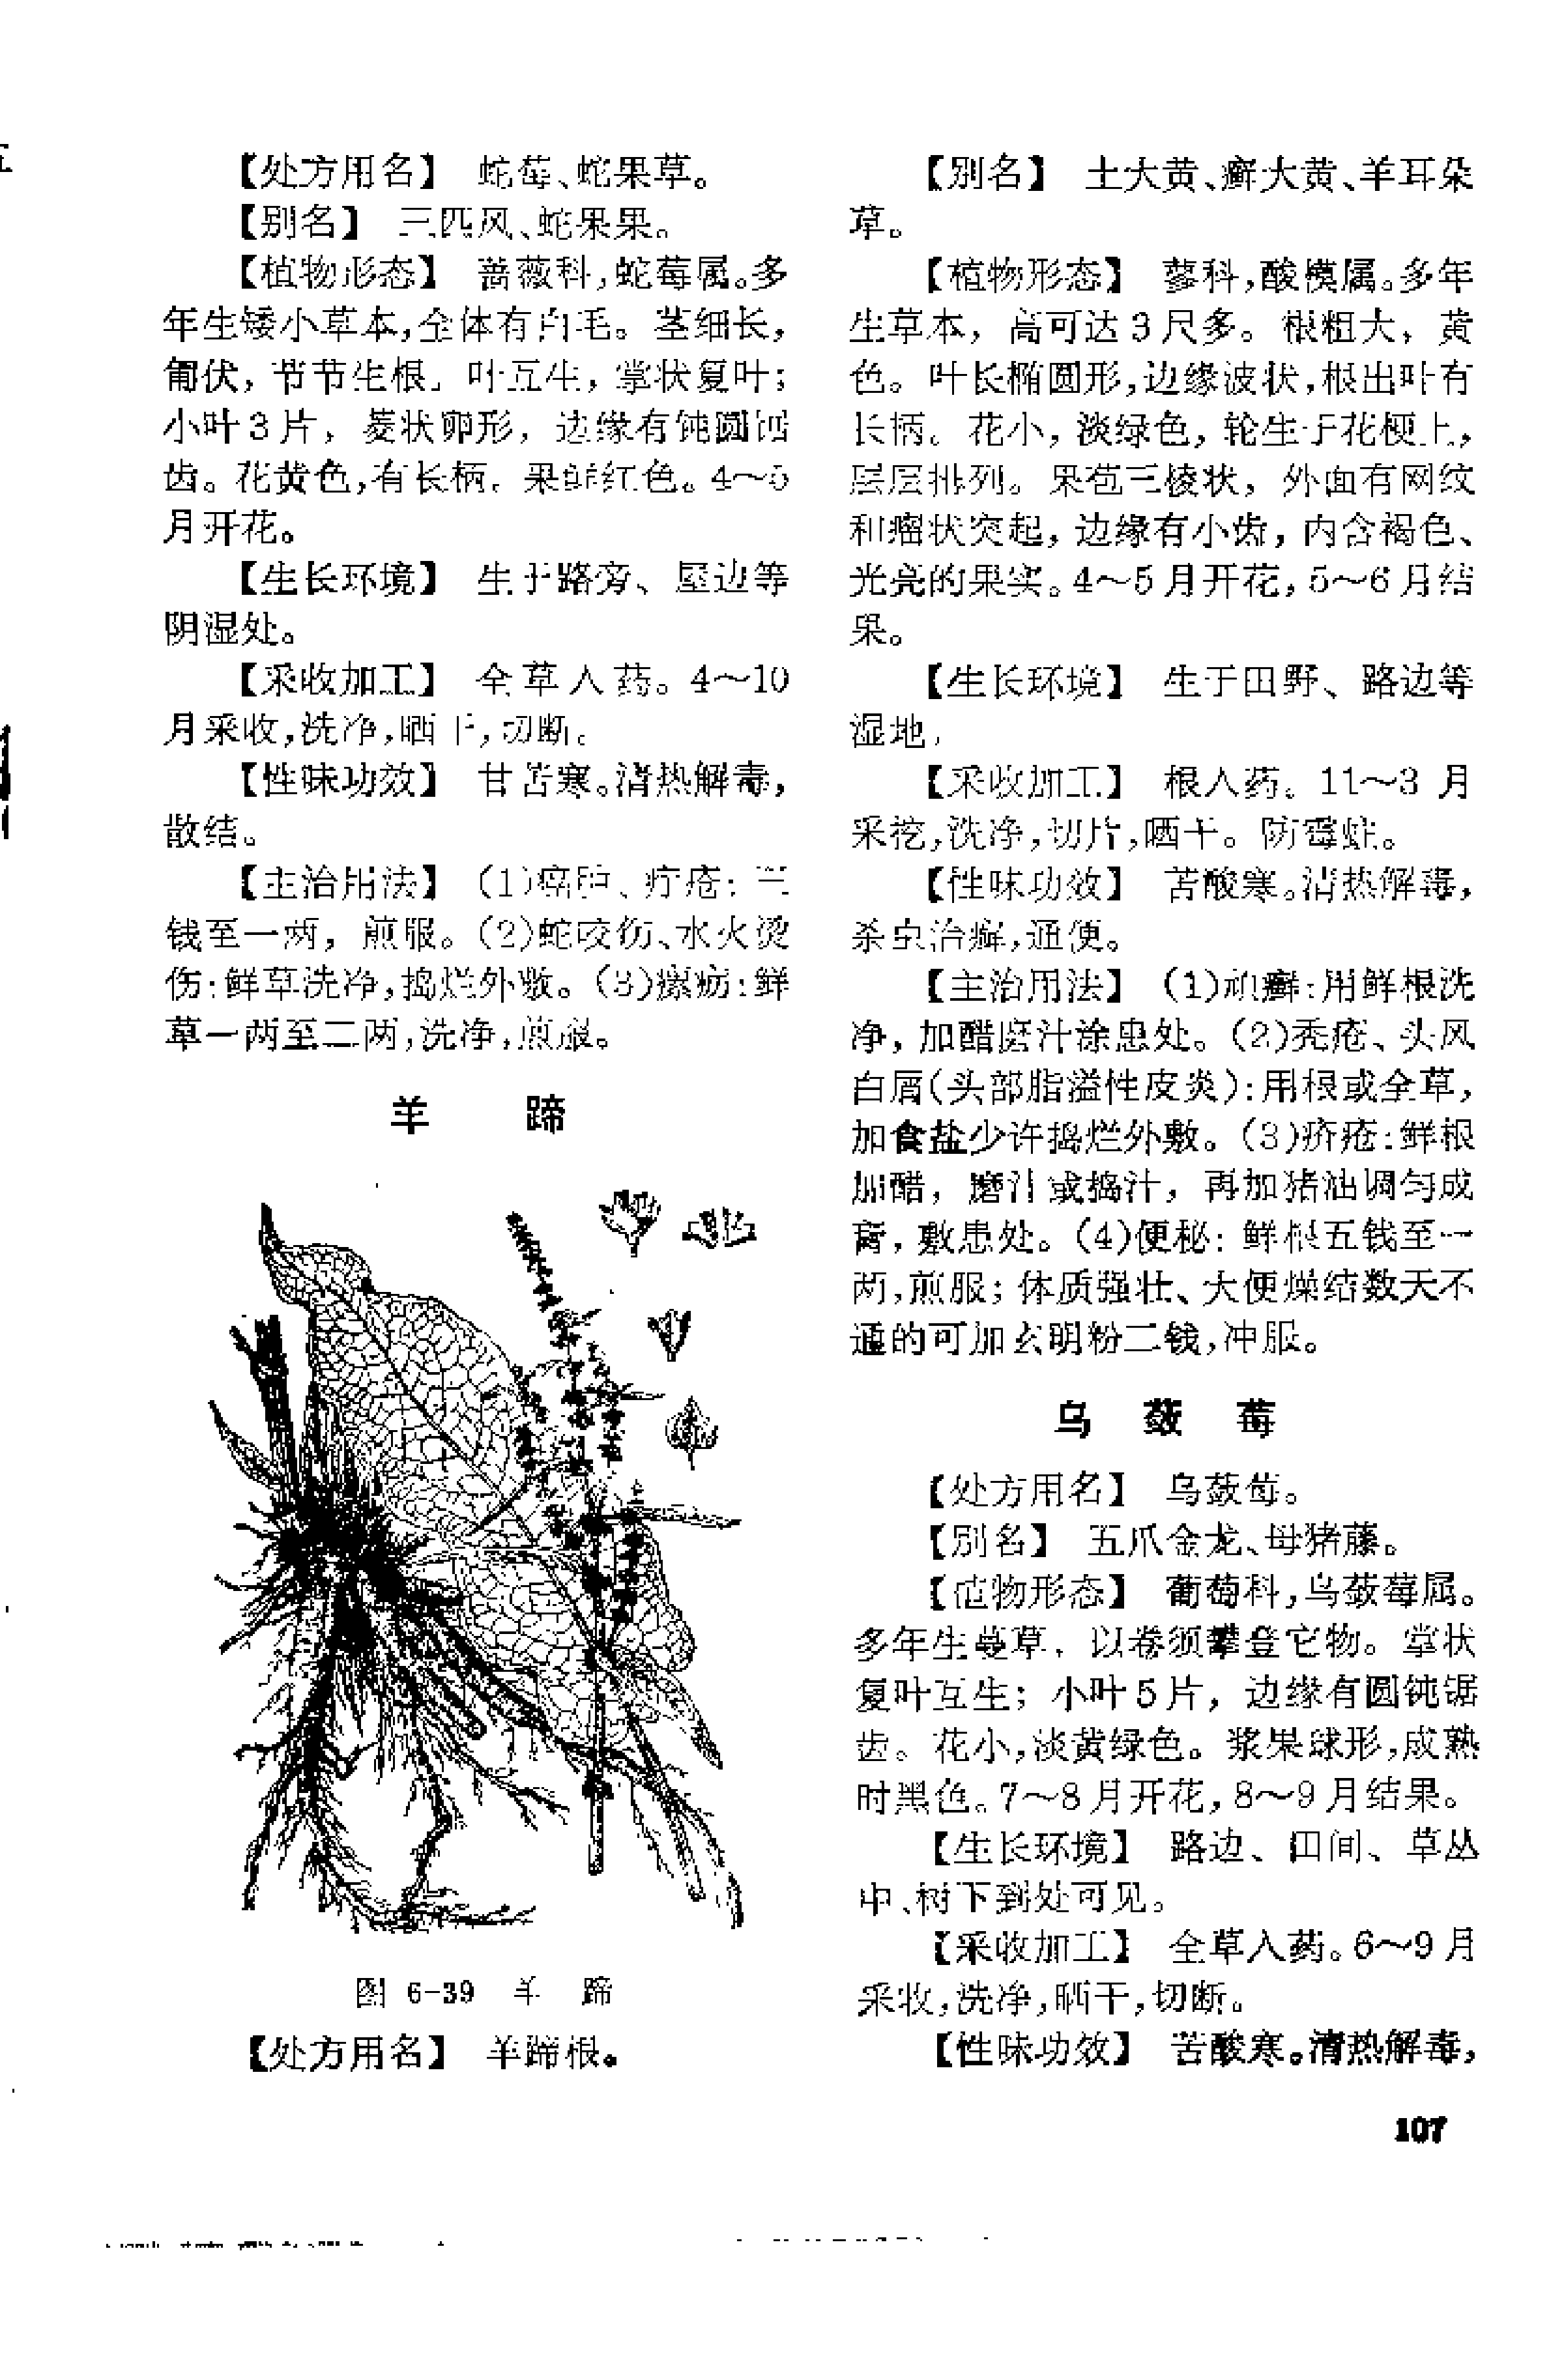 【处方用名】 蛇莓、蛇果草。
【别名】 三匹风、蛇果果。
【植物形态】 蔷薇科,蛇莓属。多
年生矮小草本,全体有白毛。茎细长,
匍伏,节节生根。叶互生,掌状复叶;
小叶3片,菱状卵形,边缘有钝圆锯
齿。花黄色,有长柄。果鲜红色。4～5
月开花。
【生长环境】 生于路旁、屋边等
阴湿处。
【采收加工】 全草入药。4～10
月采收,洗净,晒干,切断。
【性味功效】 甘苦寒。清热解毒,
散结。
【主治用法】 (1)痈肿、疔疮:三
钱至一两,煎服。(2)蛇咬伤、水火烫
伤:鲜草洗净,捣烂外敷。(3)瘰疬:鲜
草一两至二两,洗净,煎服。
羊 蹄
图 6-39 羊 蹄
【处方用名】 羊蹄根。
【别名】 土大黄、癣大黄、羊耳朵
草。
【植物形态】 蓼科,酸模属。多年
生草本,高可达3尺多。根粗大,黄
色。叶长椭圆形,边缘波状,根出叶有
长柄。花小,淡绿色,轮生于花梗上,
层层排列。果苞三棱状,外面有网纹
和瘤状突起,边缘有小齿,内含褐色、
光亮的果实。4～5月开花,5～6月结
果。
【生长环境】 生于田野、路边等
湿地。
【采收加工】 根入药。11～3月
采挖,洗净,切片,晒干。防霉蛀。
【性味功效】 苦酸寒。清热解毒,
杀虫治癣,通便。
【主治用法】 (1)顽癣:用鲜根洗
净,加醋磨汁涂患处。(2)秃疮、头风
白屑(头部脂溢性皮炎):用根或全草,
加食盐少许捣烂外敷。(3)疥疮:鲜根
加醋,磨汁或捣汁,再加猪油调匀成
膏,敷患处。(4)便秘:鲜根五钱至一
两,煎服;体质强壮、大便燥结数天不
通的可加玄明粉二钱,冲服。
乌 蔹 莓
【处方用名】 乌蔹莓。
【别名】 五爪金龙、母猪藤。
【植物形态】 葡萄科,乌蔹莓属。
多年生蔓草,以卷须攀登它物。掌状
复叶互生;小叶5片,边缘有圆钝锯
齿。花小,淡黄绿色。浆果球形,成熟
时黑色。7～8月开花,8～9月结果。
【生长环境】 路边、田间、草丛
中、树下到处可见。
【采收加工】 全草入药。6～9月
采收,洗净,晒干,切断。
【性味功效】 苦酸寒。清热解毒,
107